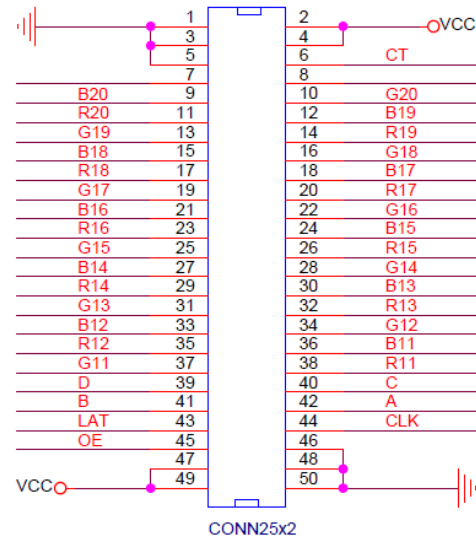 1 2 VCC
3 4
5 6 CT
7 8
B20 9 10 G20
R20 11 12 B19
G19 13 14 R19
B18 15 16 G18
R18 17 18 B17
G17 19 20 R17
B16 21 22 G16
R16 23 24 B15
G15 25 26 R15
B14 27 28 G14
R14 29 30 B13
G13 31 32 R13
B12 33 34 G12
R12 35 36 B11
G11 37 38 R11
D 39 40 C
B 41 42 A
LAT 43 44 CLK
OE 45 46
47 48
VCC 49 50
CONN25x2